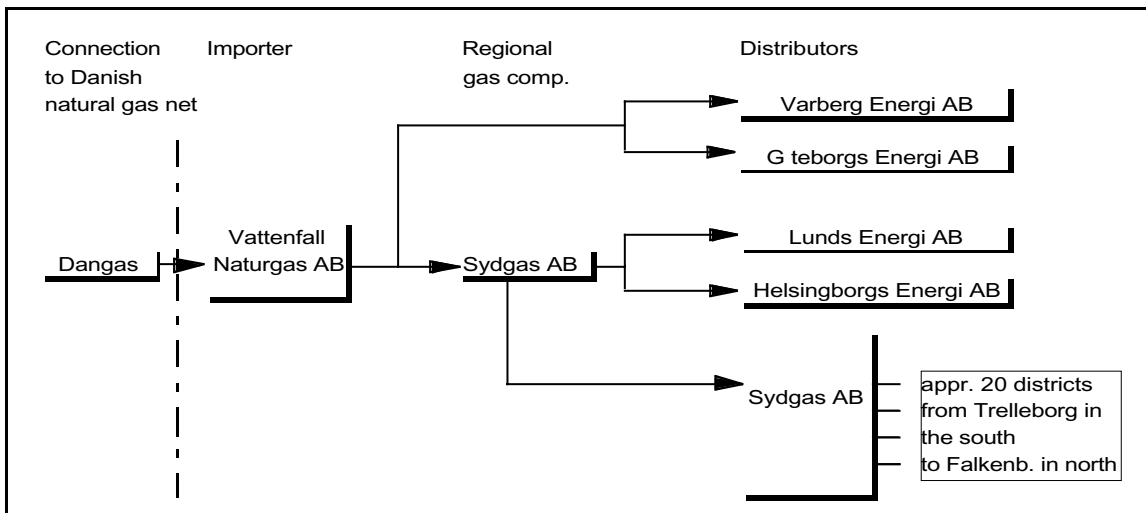 Connection
to Danish
natural gas net
Importer
Regional
gas comp.
Distributors
Varberg Energi AB
G teborgs Energi AB
Vattenfall
Naturgas AB
Dangas
Sydgas AB
Lunds Energi AB
Helsingborgs Energi AB
Sydgas AB
appr. 20 districts
from Trelleborg in
the south
to Falkenb. in north